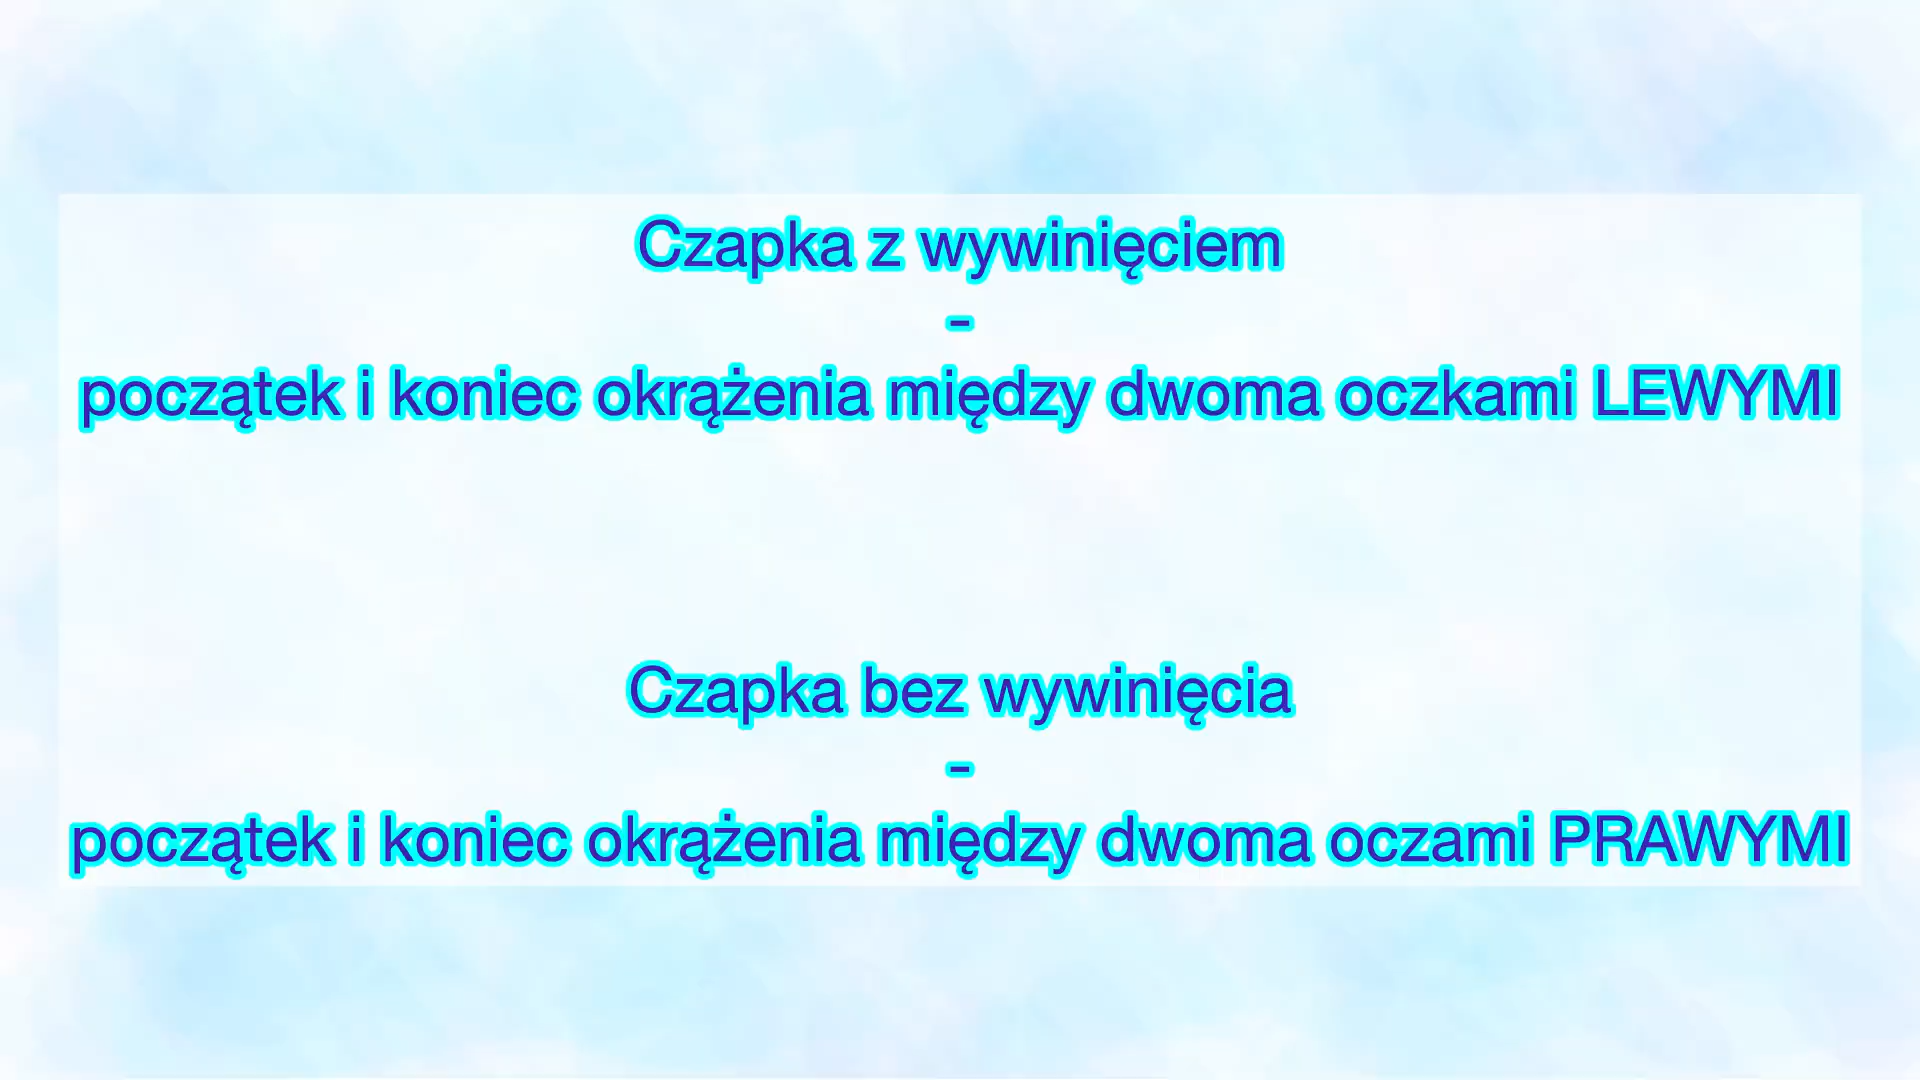 Czapka z wywinięciem
-
początek i koniec okrążenia między dwoma oczkami LEWYMI
Czapka bez wywinięcia
-
początek i koniec okrążenia między dwoma oczami PRAWYMI